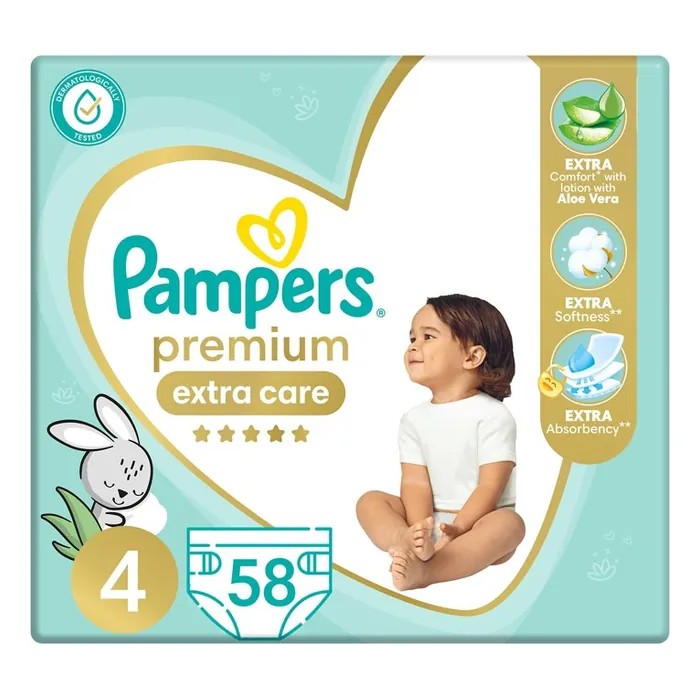 DERMATOLOGICALLY
TESTED
Pampers®
premium
extra care
4
58
EXTRA
Comfort* with
lotion with
Aloe Vera
EXTRA
Softness**
EXTRA
Absorbency**